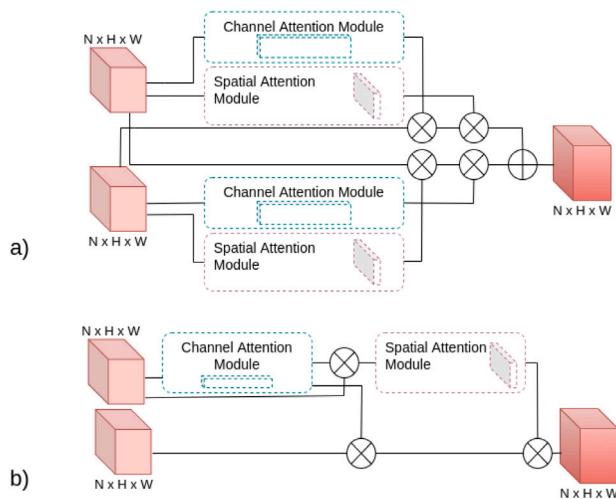 N x H x W
Channel Attention Module
Spatial Attention
Module
N x H x W
a)
Channel Attention Module
N x H x W
Spatial Attention
Module
N x H x W
Channel Attention
Module
Spatial Attention
Module
b)
N x H x W
N x H x W